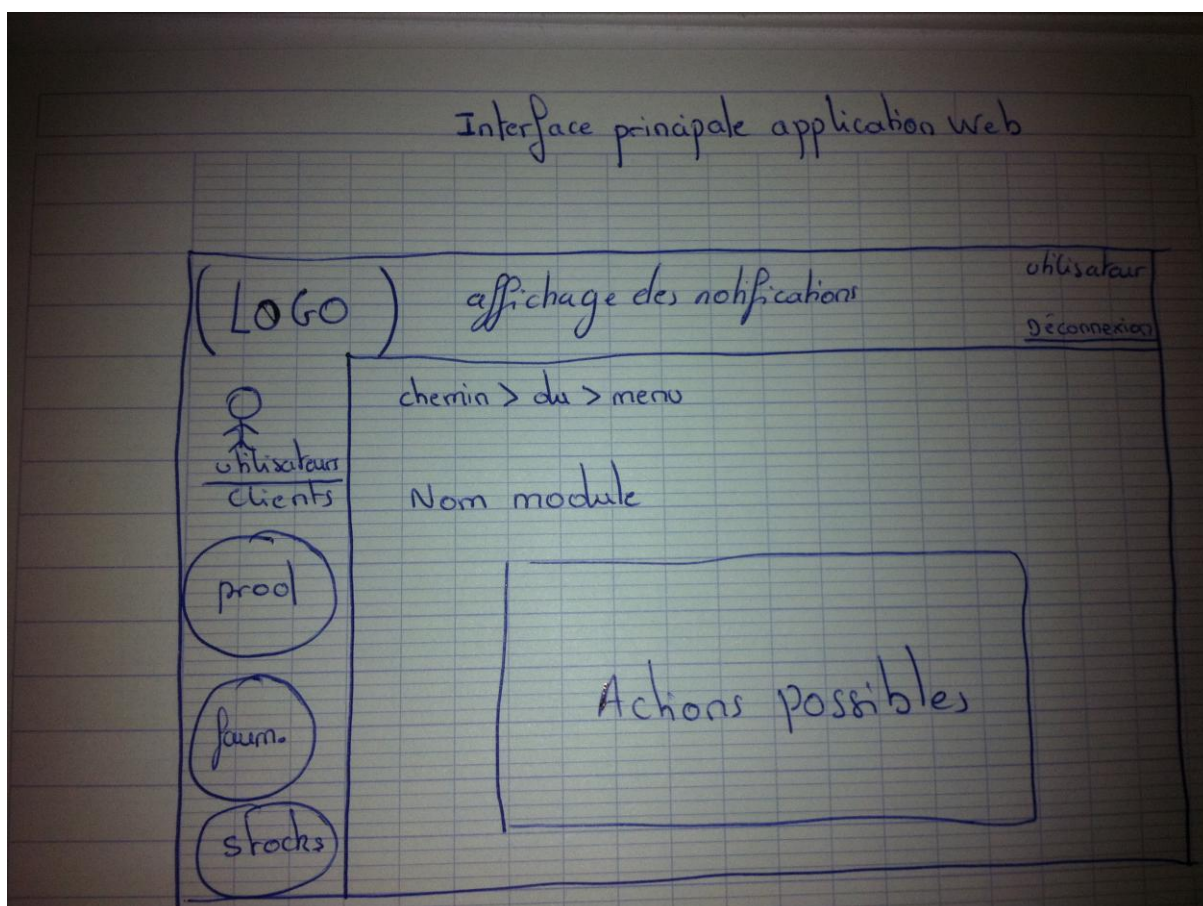 Interface principale application Web
(LOGO) affichage des notifications
utilisateur
Déconnexion
chemin > du > menu
utilisateurs
clients
Nom module
prod
Actions possibles
fourn.
stocks